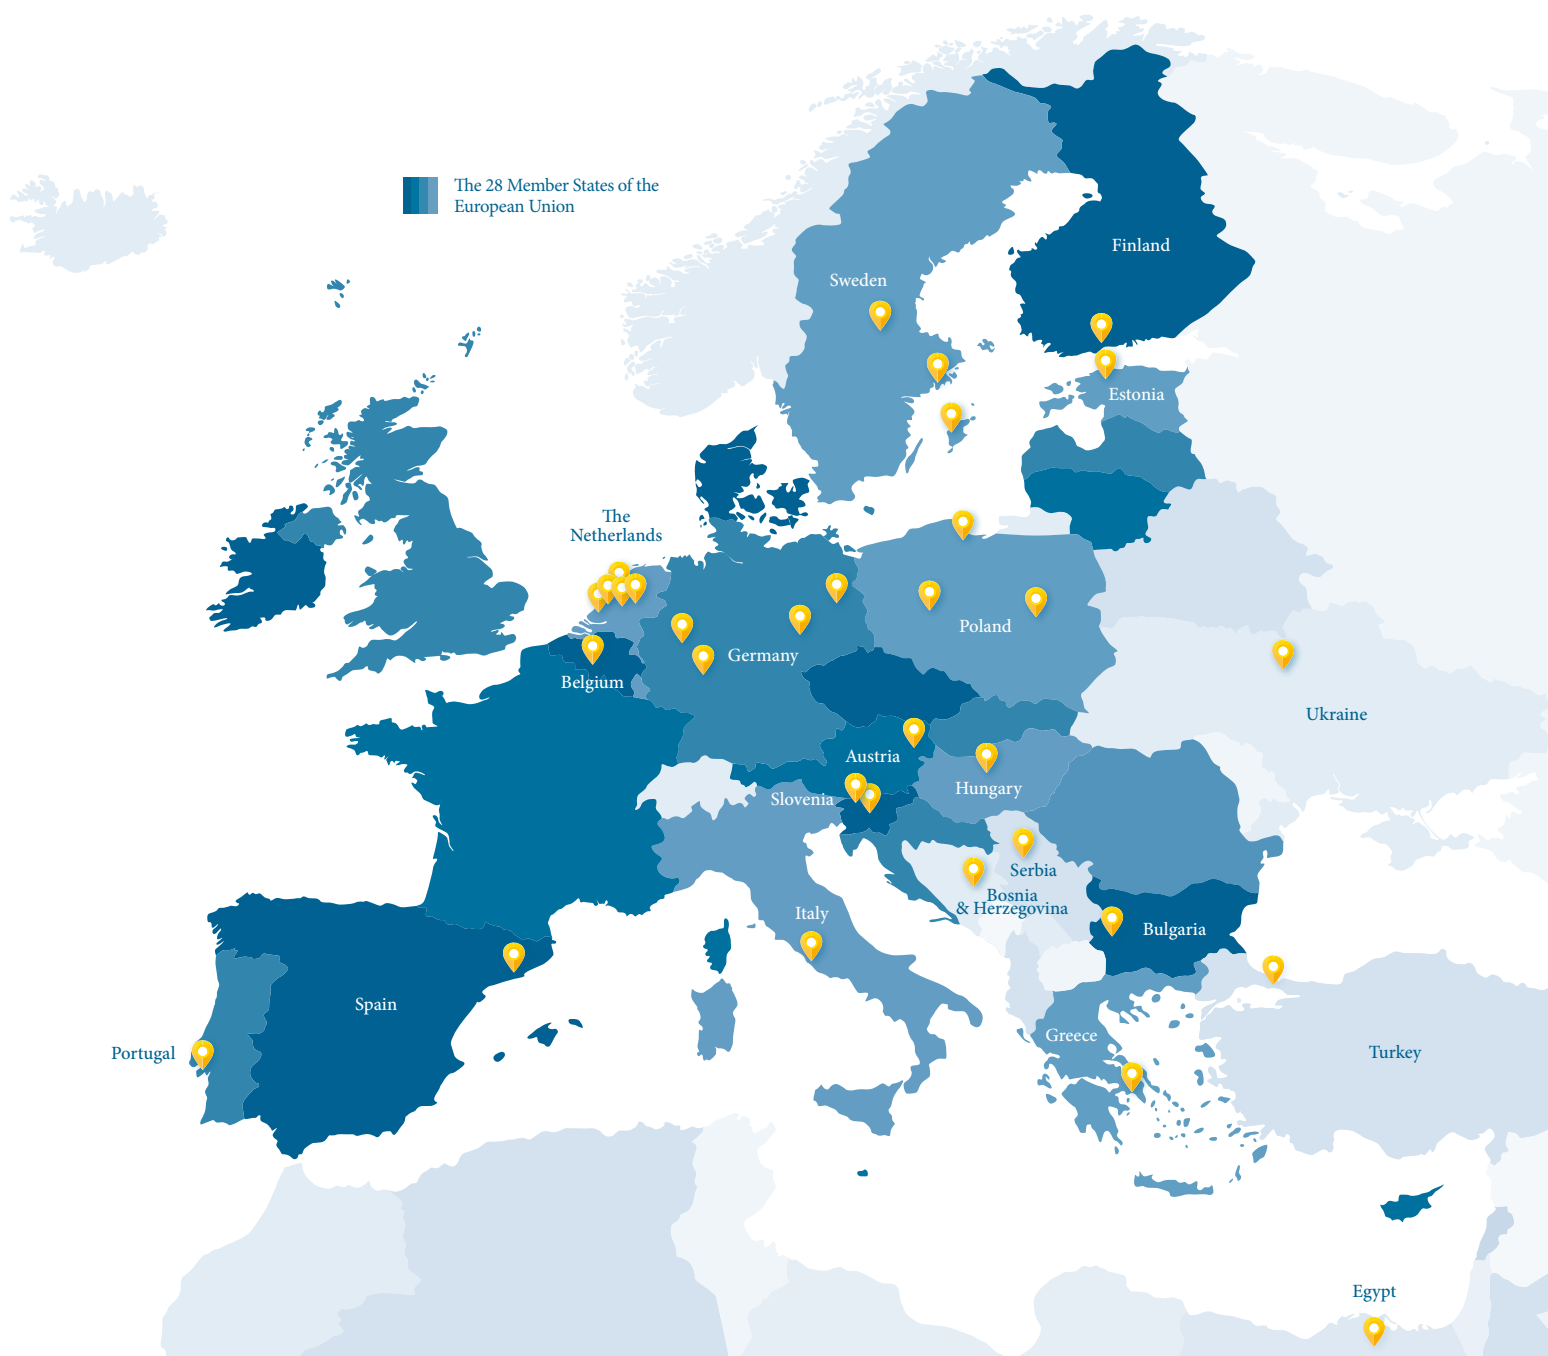 The 28 Member States of the
European Union
Finland
Sweden
Estonia
The
Netherlands
Poland
Germany
Belgium
Ukraine
Austria
Hungary
Slovenia
Serbia
Bosnia
& Herzegovina
Italy
Bulgaria
Spain
Greece
Portugal
Turkey
Egypt